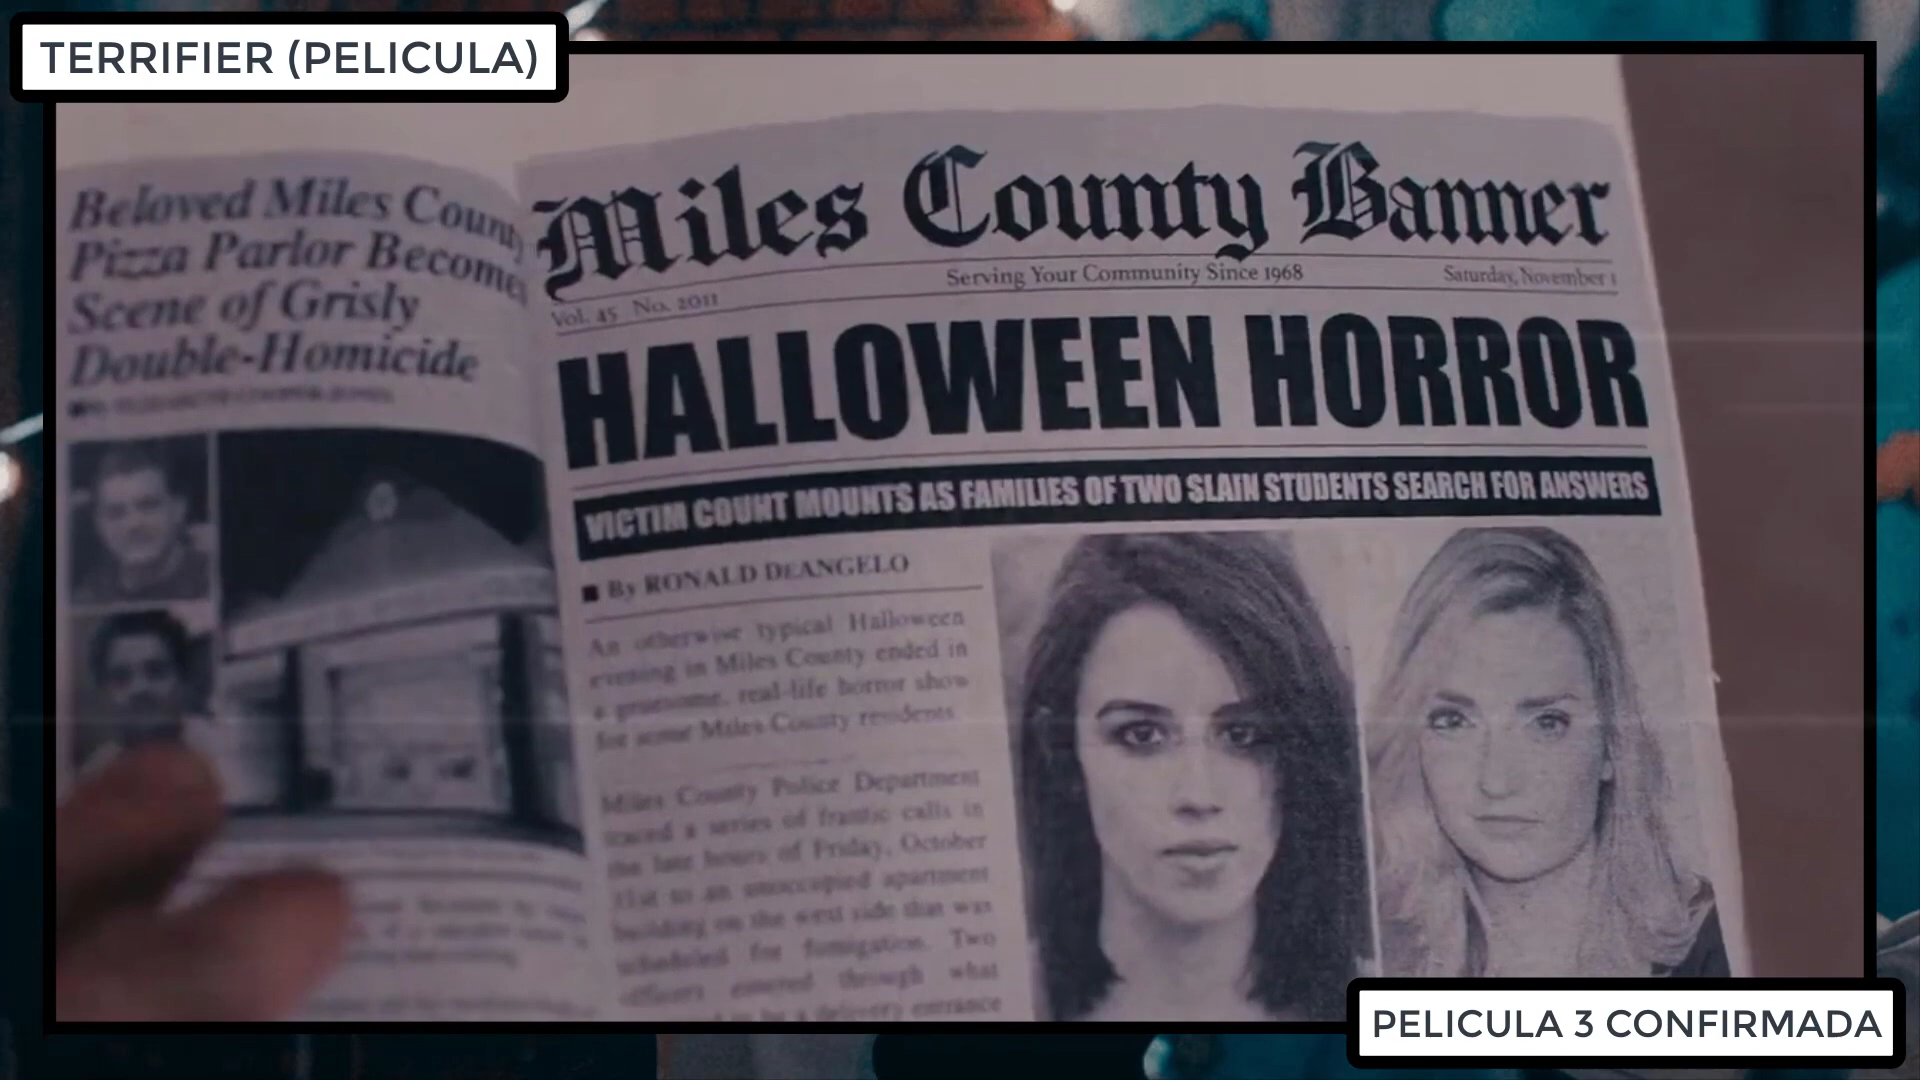 TERRIFIER (PELICULA)
Beloved Miles County
Pizza Parlor Becomes
Scene of Grisly
Double-Homicide
Miles County Banner
Serving Your Community Since 1968
Saturday, November 1
Vol. 45 No. 2011
HALLOWEEN HORROR
VICTIM COUNT MOUNTS AS FAMILIES OF TWO SLAIN STUDENTS SEARCH FOR ANSWERS
By RONALD DEANGELO
An otherwise typical Halloween
evening in Miles County ended in
a gruesome, real-life horror show
for some Miles County residents.
Miles County Police Department
traced a series of frantic calls in
the late hours of Friday, October
31st to an unoccupied apartment
building on the west side that was
scheduled for fumigation. Two
officers entered through what
to be a delivery entrance
PELICULA 3 CONFIRMADA